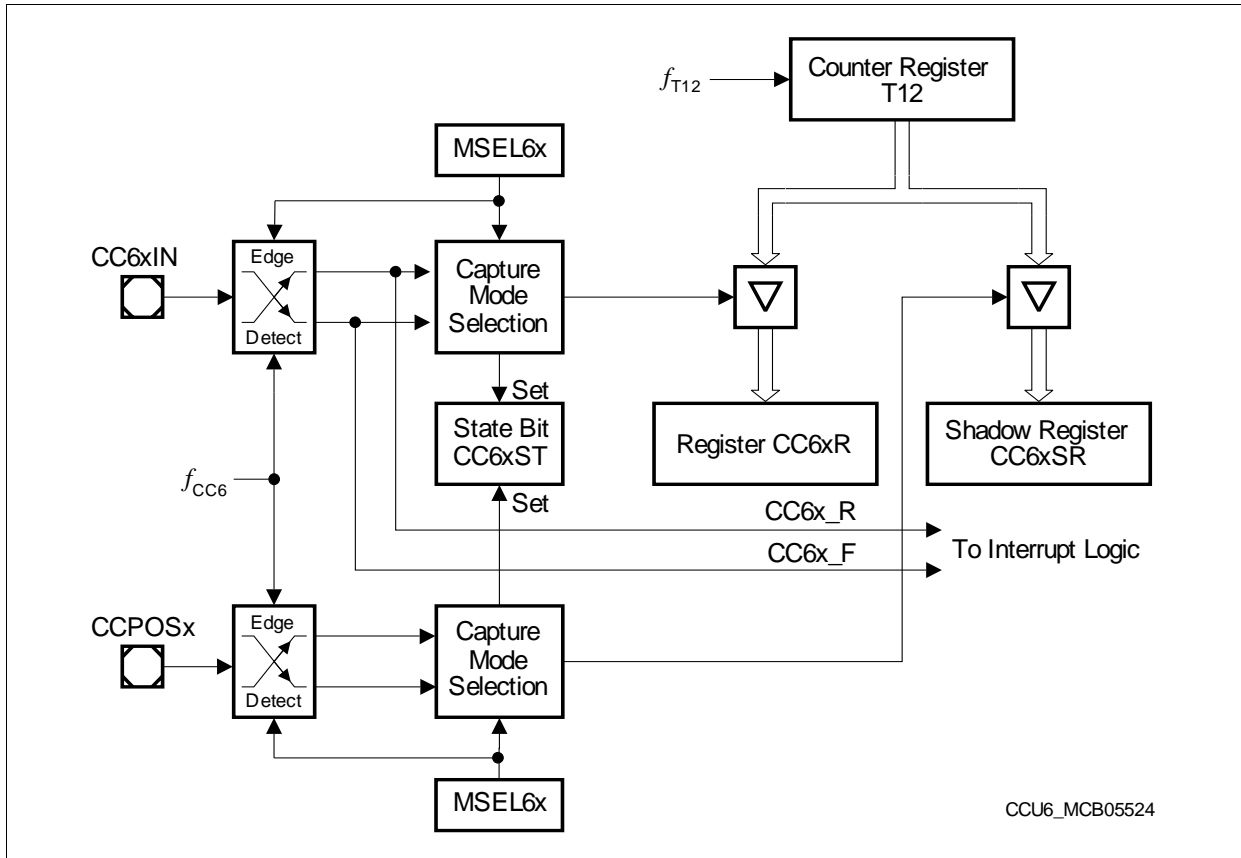 Counter Register
T12
fT12
MSEL6x
CC6xIN
Edge
Detect
Capture
Mode
Selection
Set
State Bit
CC6xST
Set
Register CC6xR
Shadow Register
CC6xSR
fCC6
CC6x_R
CC6x_F
To Interrupt Logic
CCPOSx
Edge
Detect
Capture
Mode
Selection
MSEL6x
CCU6_MCB05524